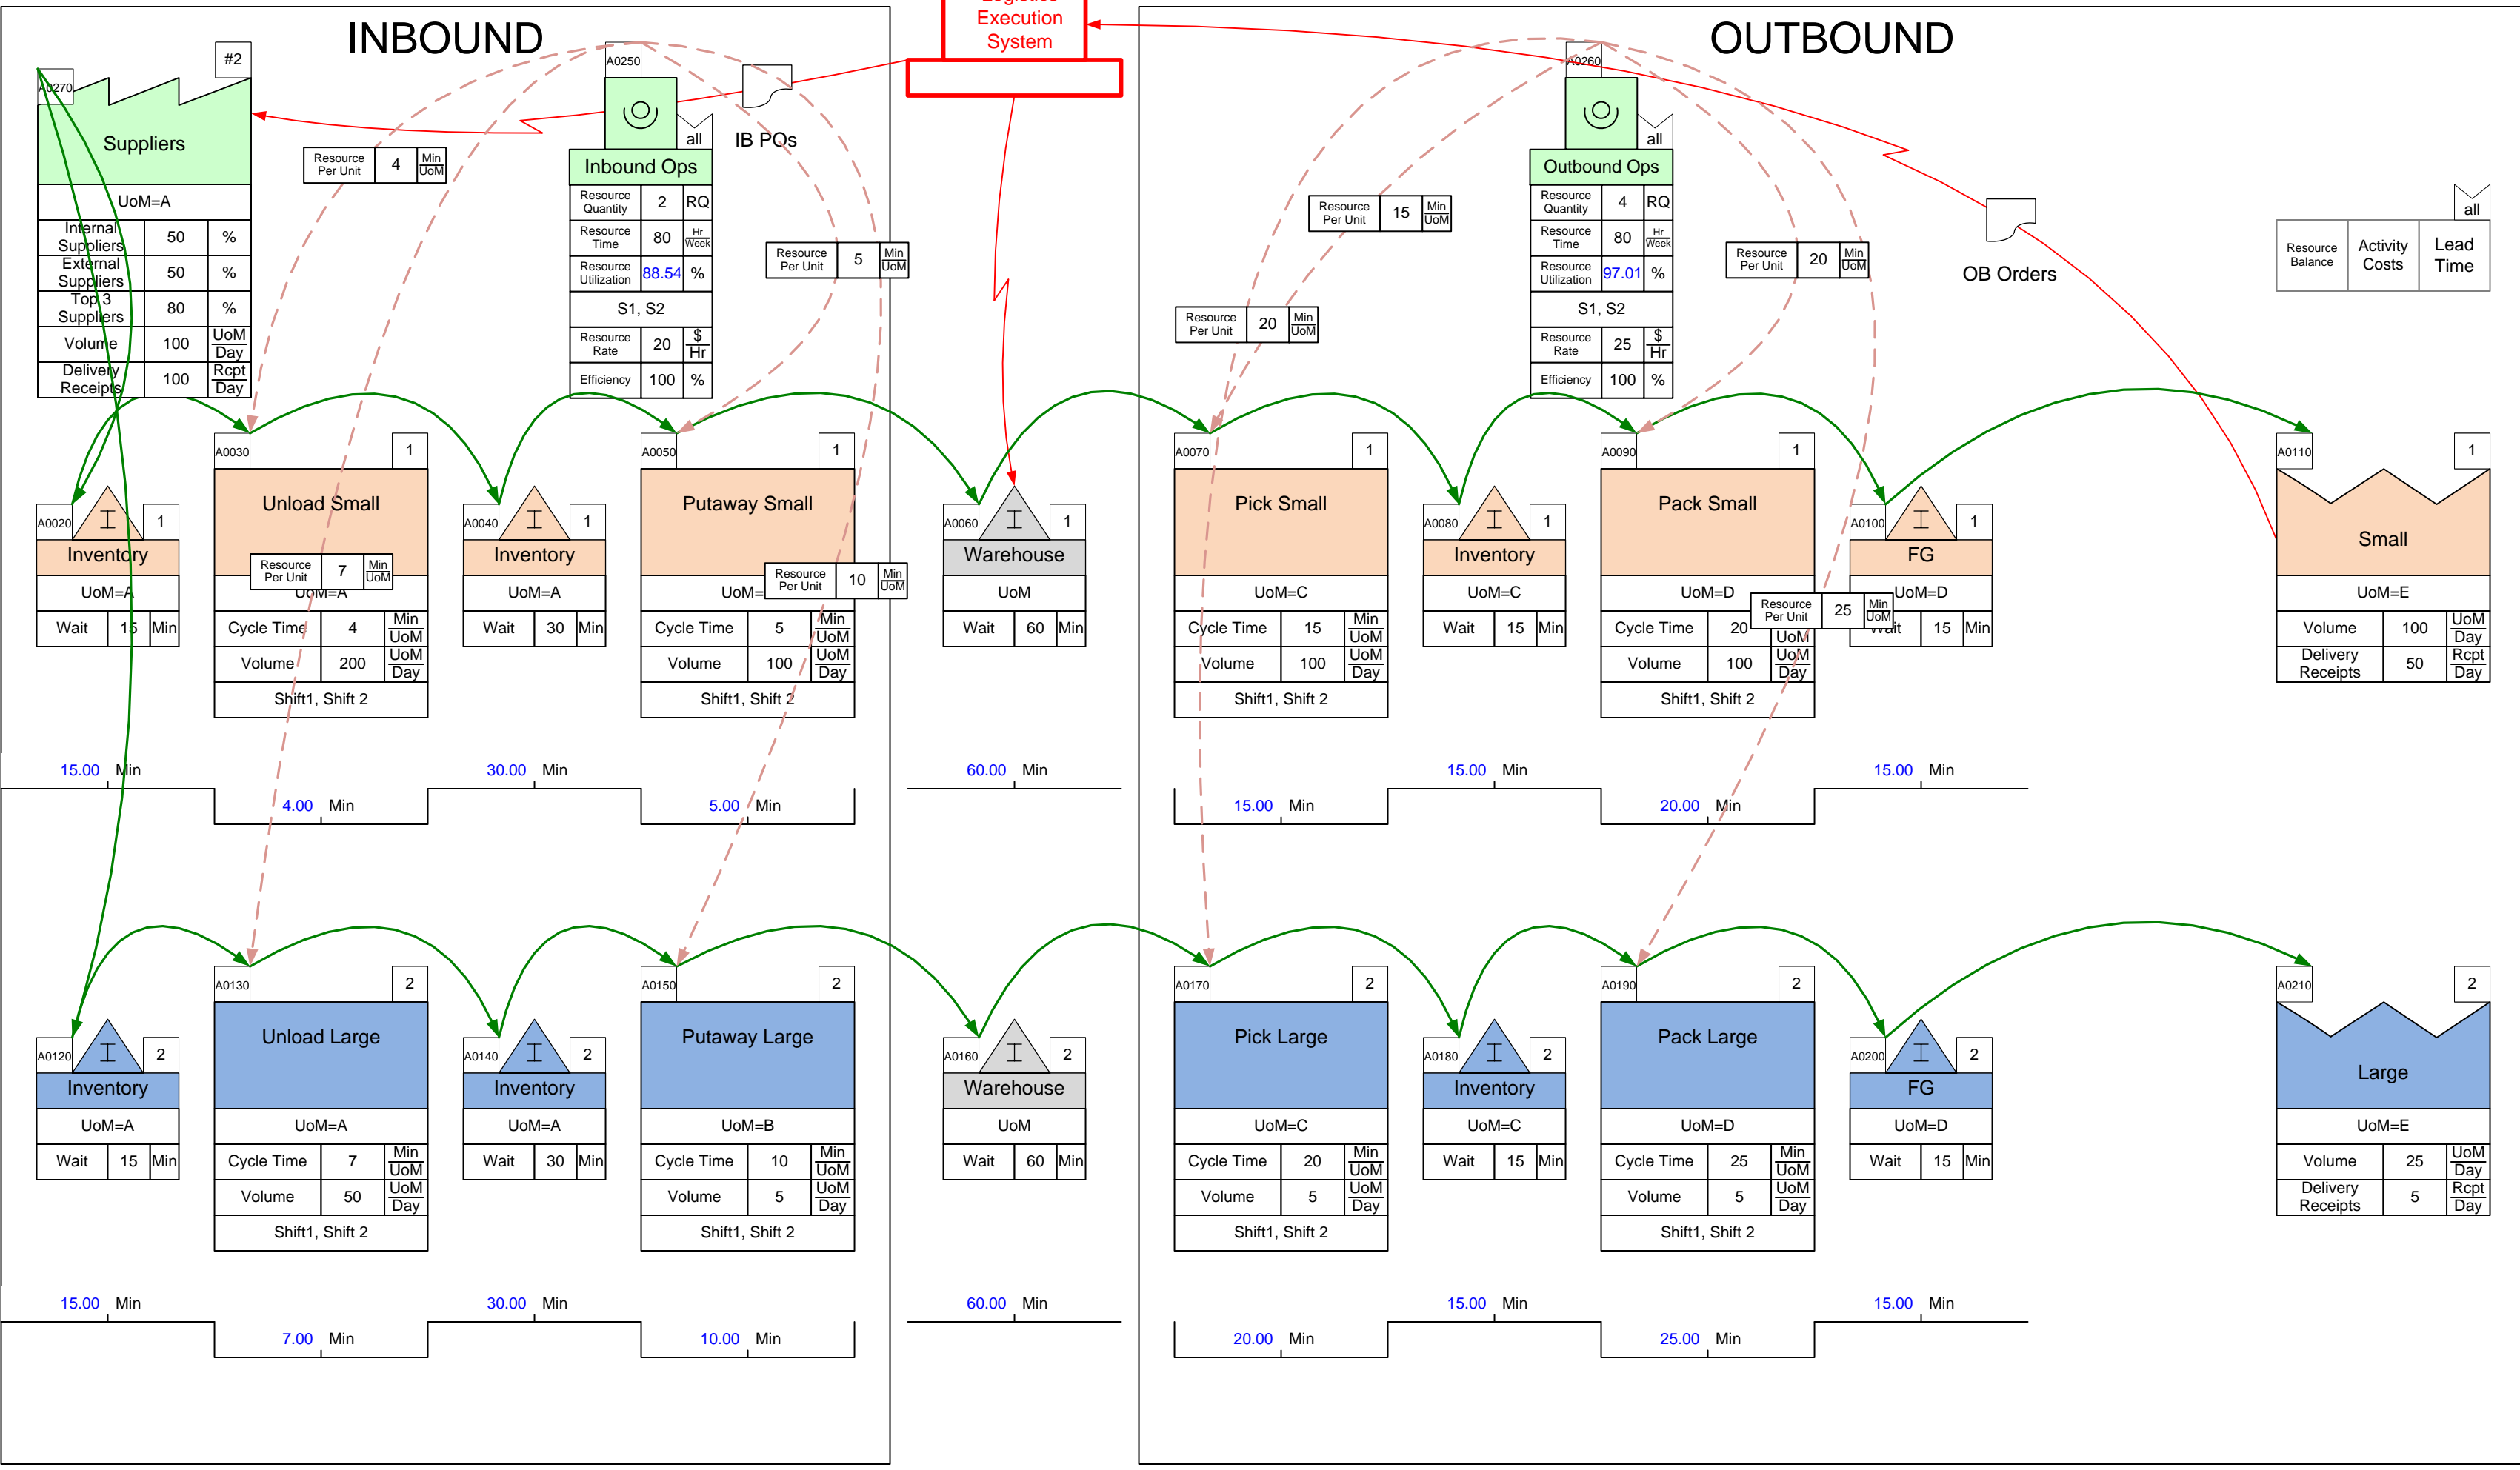 INBOUND
OUTBOUND
Execution
System
#2
A0270
Suppliers
UoM=A
Internal Suppliers 50 %
External Suppliers 50 %
Top 3 Suppliers 80 %
Volume 100 UoM Day
Delivery Receipts 100 Rcpt Day
A0250
all
IB POs
Inbound Ops
Resource Quantity 2 RQ
Resource Time 80 Hr Week
Resource Utilization 88.54 %
S1, S2
Resource Rate 20 $ Hr
Efficiency 100 %
Resource Per Unit 4 Min UoM
Resource Per Unit 5 Min UoM
Resource Per Unit 7 Min UoM
Resource Per Unit 10 Min UoM
A0260
all
Outbound Ops
Resource Quantity 4 RQ
Resource Time 80 Hr Week
Resource Utilization 97.01 %
S1, S2
Resource Rate 25 $ Hr
Efficiency 100 %
Resource Per Unit 15 Min UoM
Resource Per Unit 20 Min UoM
Resource Per Unit 20 Min UoM
Resource Per Unit 25 Min UoM
OB Orders
all
Resource Balance
Activity Costs
Lead Time
A0020 1
Inventory
UoM=A
Wait 15 Min
A0030 1
Unload Small
UoM=A
Cycle Time 4 Min UoM
Volume 200 UoM Day
Shift1, Shift 2
A0040 1
Inventory
UoM=A
Wait 30 Min
A0050 1
Putaway Small
UoM=
Cycle Time 5 Min UoM
Volume 100 UoM Day
Shift1, Shift 2
A0060 1
Warehouse
UoM
Wait 60 Min
A0070 1
Pick Small
UoM=C
Cycle Time 15 Min UoM
Volume 100 UoM Day
Shift1, Shift 2
A0080 1
Inventory
UoM=C
Wait 15 Min
A0090 1
Pack Small
UoM=D
Cycle Time 20 UoM
Volume 100 UoM Day
Shift1, Shift 2
A0100 1
FG
UoM=D
Wait 15 Min
A0110 1
Small
UoM=E
Volume 100 UoM Day
Delivery Receipts 50 Rcpt Day
15.00 Min
4.00 Min
30.00 Min
5.00 Min
60.00 Min
15.00 Min
15.00 Min
20.00 Min
15.00 Min
A0120 2
Inventory
UoM=A
Wait 15 Min
A0130 2
Unload Large
UoM=A
Cycle Time 7 Min UoM
Volume 50 UoM Day
Shift1, Shift 2
A0140 2
Inventory
UoM=A
Wait 30 Min
A0150 2
Putaway Large
UoM=B
Cycle Time 10 Min UoM
Volume 5 UoM Day
Shift1, Shift 2
A0160 2
Warehouse
UoM
Wait 60 Min
A0170 2
Pick Large
UoM=C
Cycle Time 20 Min UoM
Volume 5 UoM Day
Shift1, Shift 2
A0180 2
Inventory
UoM=C
Wait 15 Min
A0190 2
Pack Large
UoM=D
Cycle Time 25 Min UoM
Volume 5 UoM Day
Shift1, Shift 2
A0200 2
FG
UoM=D
Wait 15 Min
A0210 2
Large
UoM=E
Volume 25 UoM Day
Delivery Receipts 5 Rcpt Day
15.00 Min
7.00 Min
30.00 Min
10.00 Min
60.00 Min
20.00 Min
15.00 Min
25.00 Min
15.00 Min